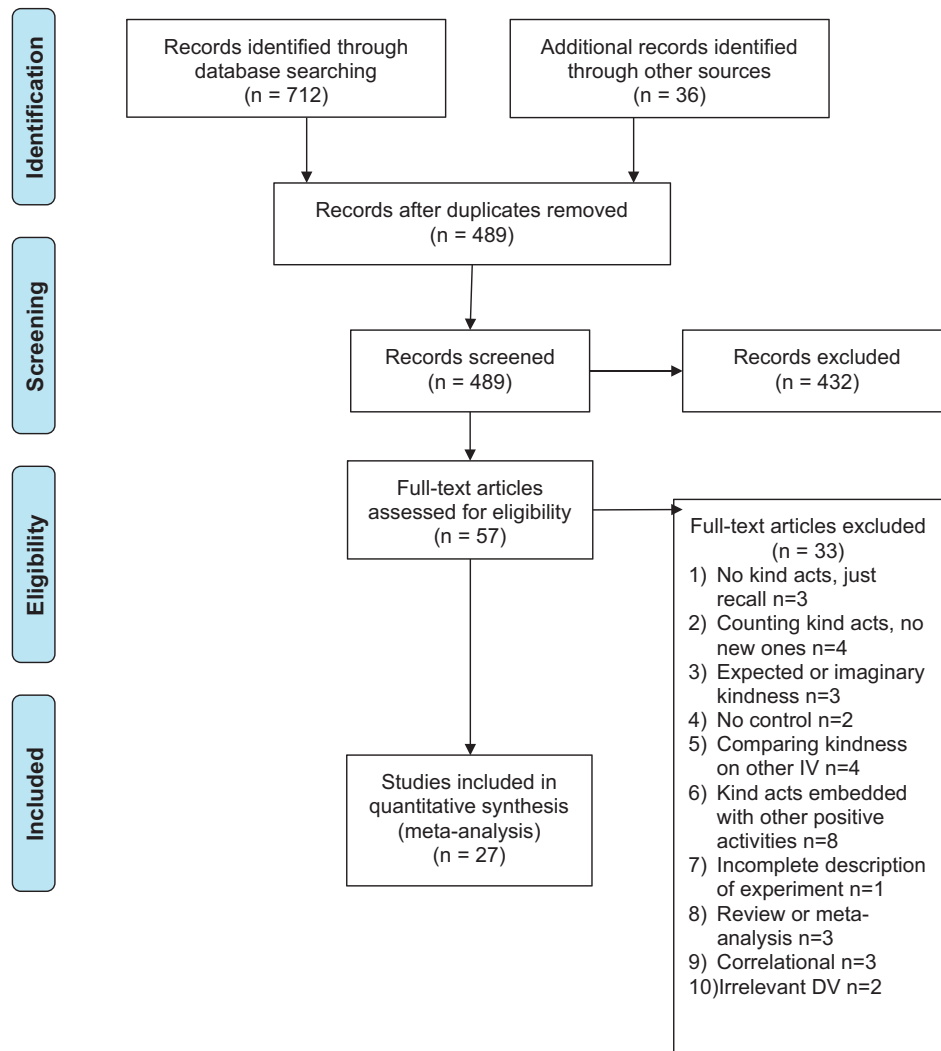 Identification
Records identified through
database searching
(n = 712)
Additional records identified
through other sources
(n = 36)
Records after duplicates removed
(n = 489)
Screening
Records screened
(n = 489)
Records excluded
(n = 432)
Eligibility
Full-text articles
assessed for eligibility
(n = 57)
Full-text articles excluded
(n = 33)
1) No kind acts, just
recall n=3
2) Counting kind acts, no
new ones n=4
3) Expected or imaginary
kindness n=3
4) No control n=2
5) Comparing kindness
on other IV n=4
6) Kind acts embedded
with other positive
activities n=8
7) Incomplete description
of experiment n=1
8) Review or meta-
analysis n=3
9) Correlational n=3
10)Irrelevant DV n=2
Included
Studies included in
quantitative synthesis
(meta-analysis)
(n = 27)